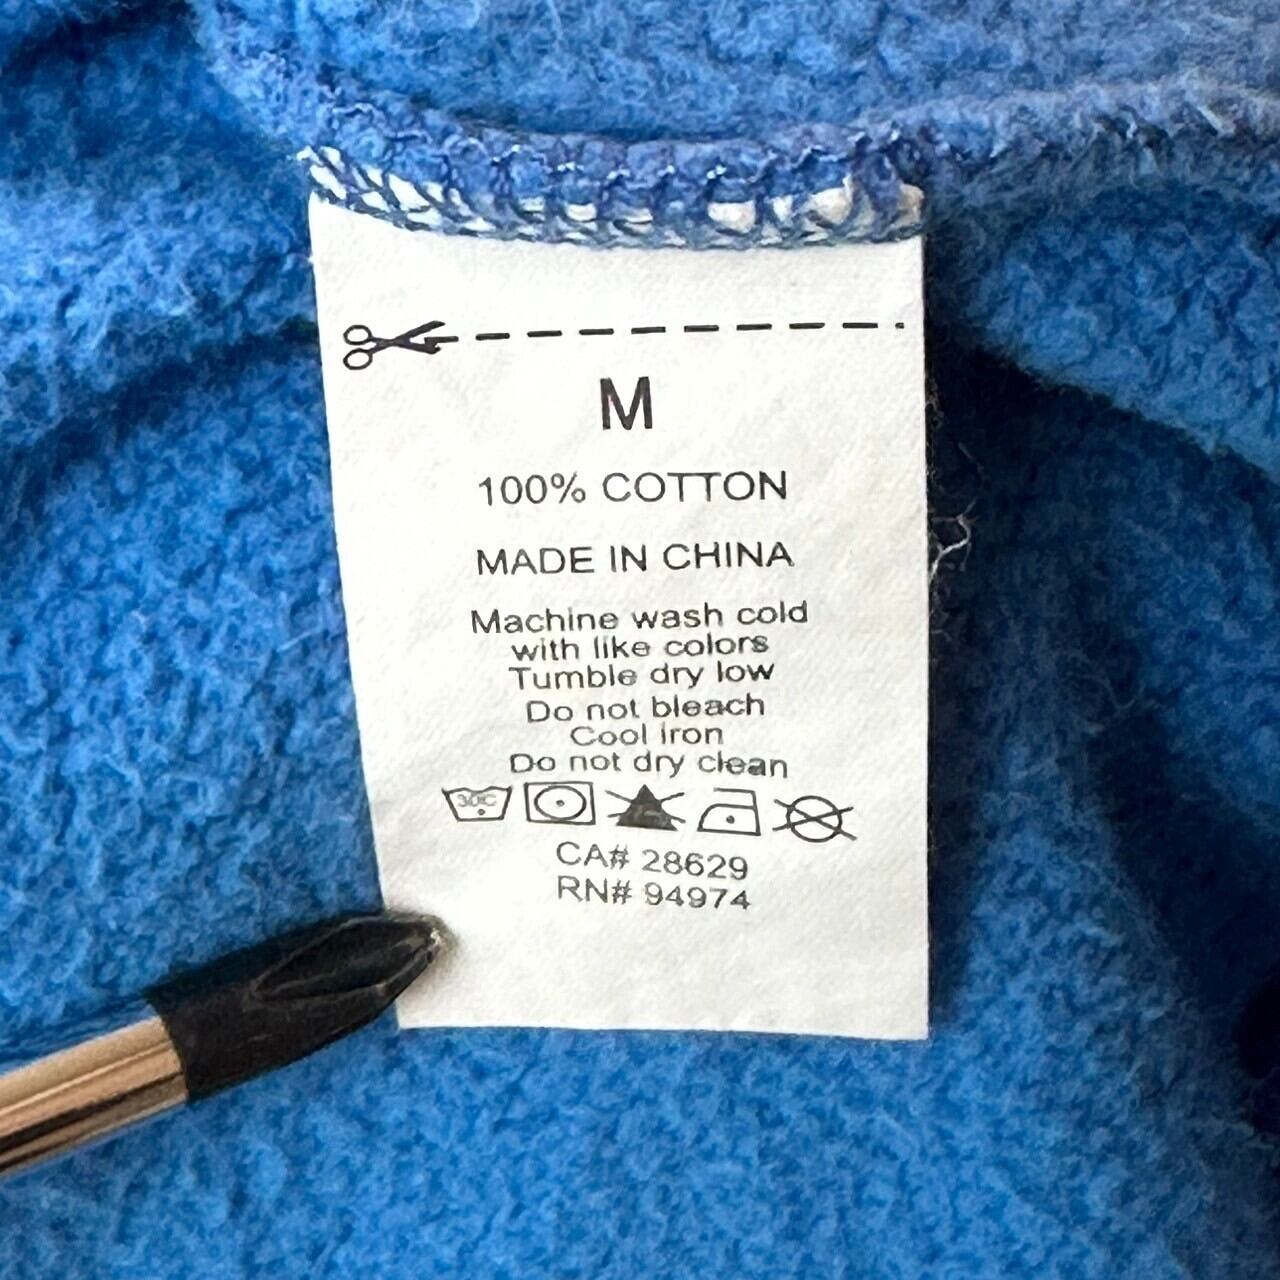 M
100% COTTON
MADE IN CHINA
Machine wash cold
with like colors
Tumble dry low
Do not bleach
Cool iron
Do not dry clean
30C
CA# 28629
RN# 94974